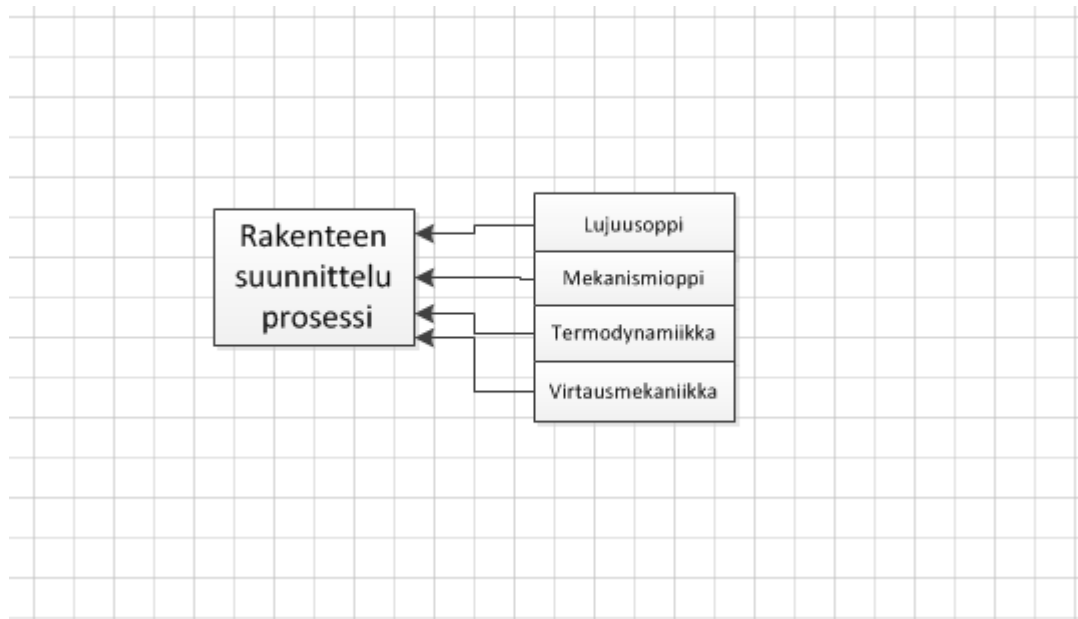 Rakenteen
suunnittelu
prosessi
Lujuusoppi
Mekanismioppi
Termodynamiikka
Virtausmekaniikka